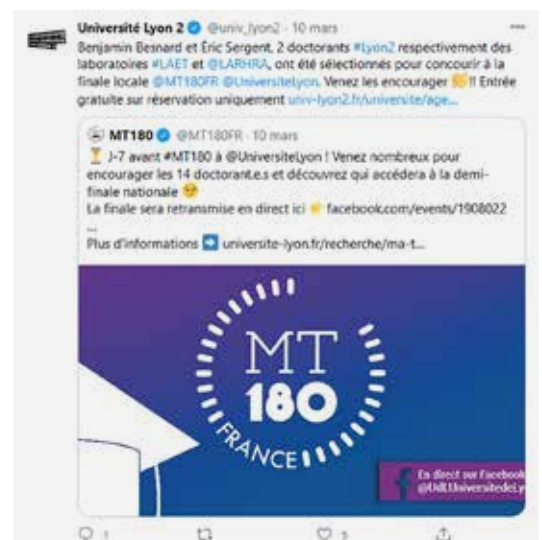 Université Lyon 2 @univ_lyon2 · 10 mars
Benjamin Besnard et Éric Sergent, 2 doctorants #Lyon2 respectivement des
laboratoires #LAET et @LARHRA, ont été sélectionnés pour concourir à la
finale locale @MT180FR @UniversiteLyon. Venez les encourager 👏!! Entrée
gratuite sur réservation uniquement univ-lyon2.fr/universite/age...
MT180 @MT180FR · 10 mars
⏳ J-7 avant #MT180 à @UniversiteLyon ! Venez nombreux pour
encourager les 14 doctorant.e.s et découvrez qui accédera à la demi-
finale nationale
La finale sera retransmise en direct ici facebook.com/events/1908022
...
Plus d'informations ➡ universite-lyon.fr/recherche/ma-t...
MT
180
FRANCE
En direct sur Facebook
@UdLUniversitedeLy
1
5